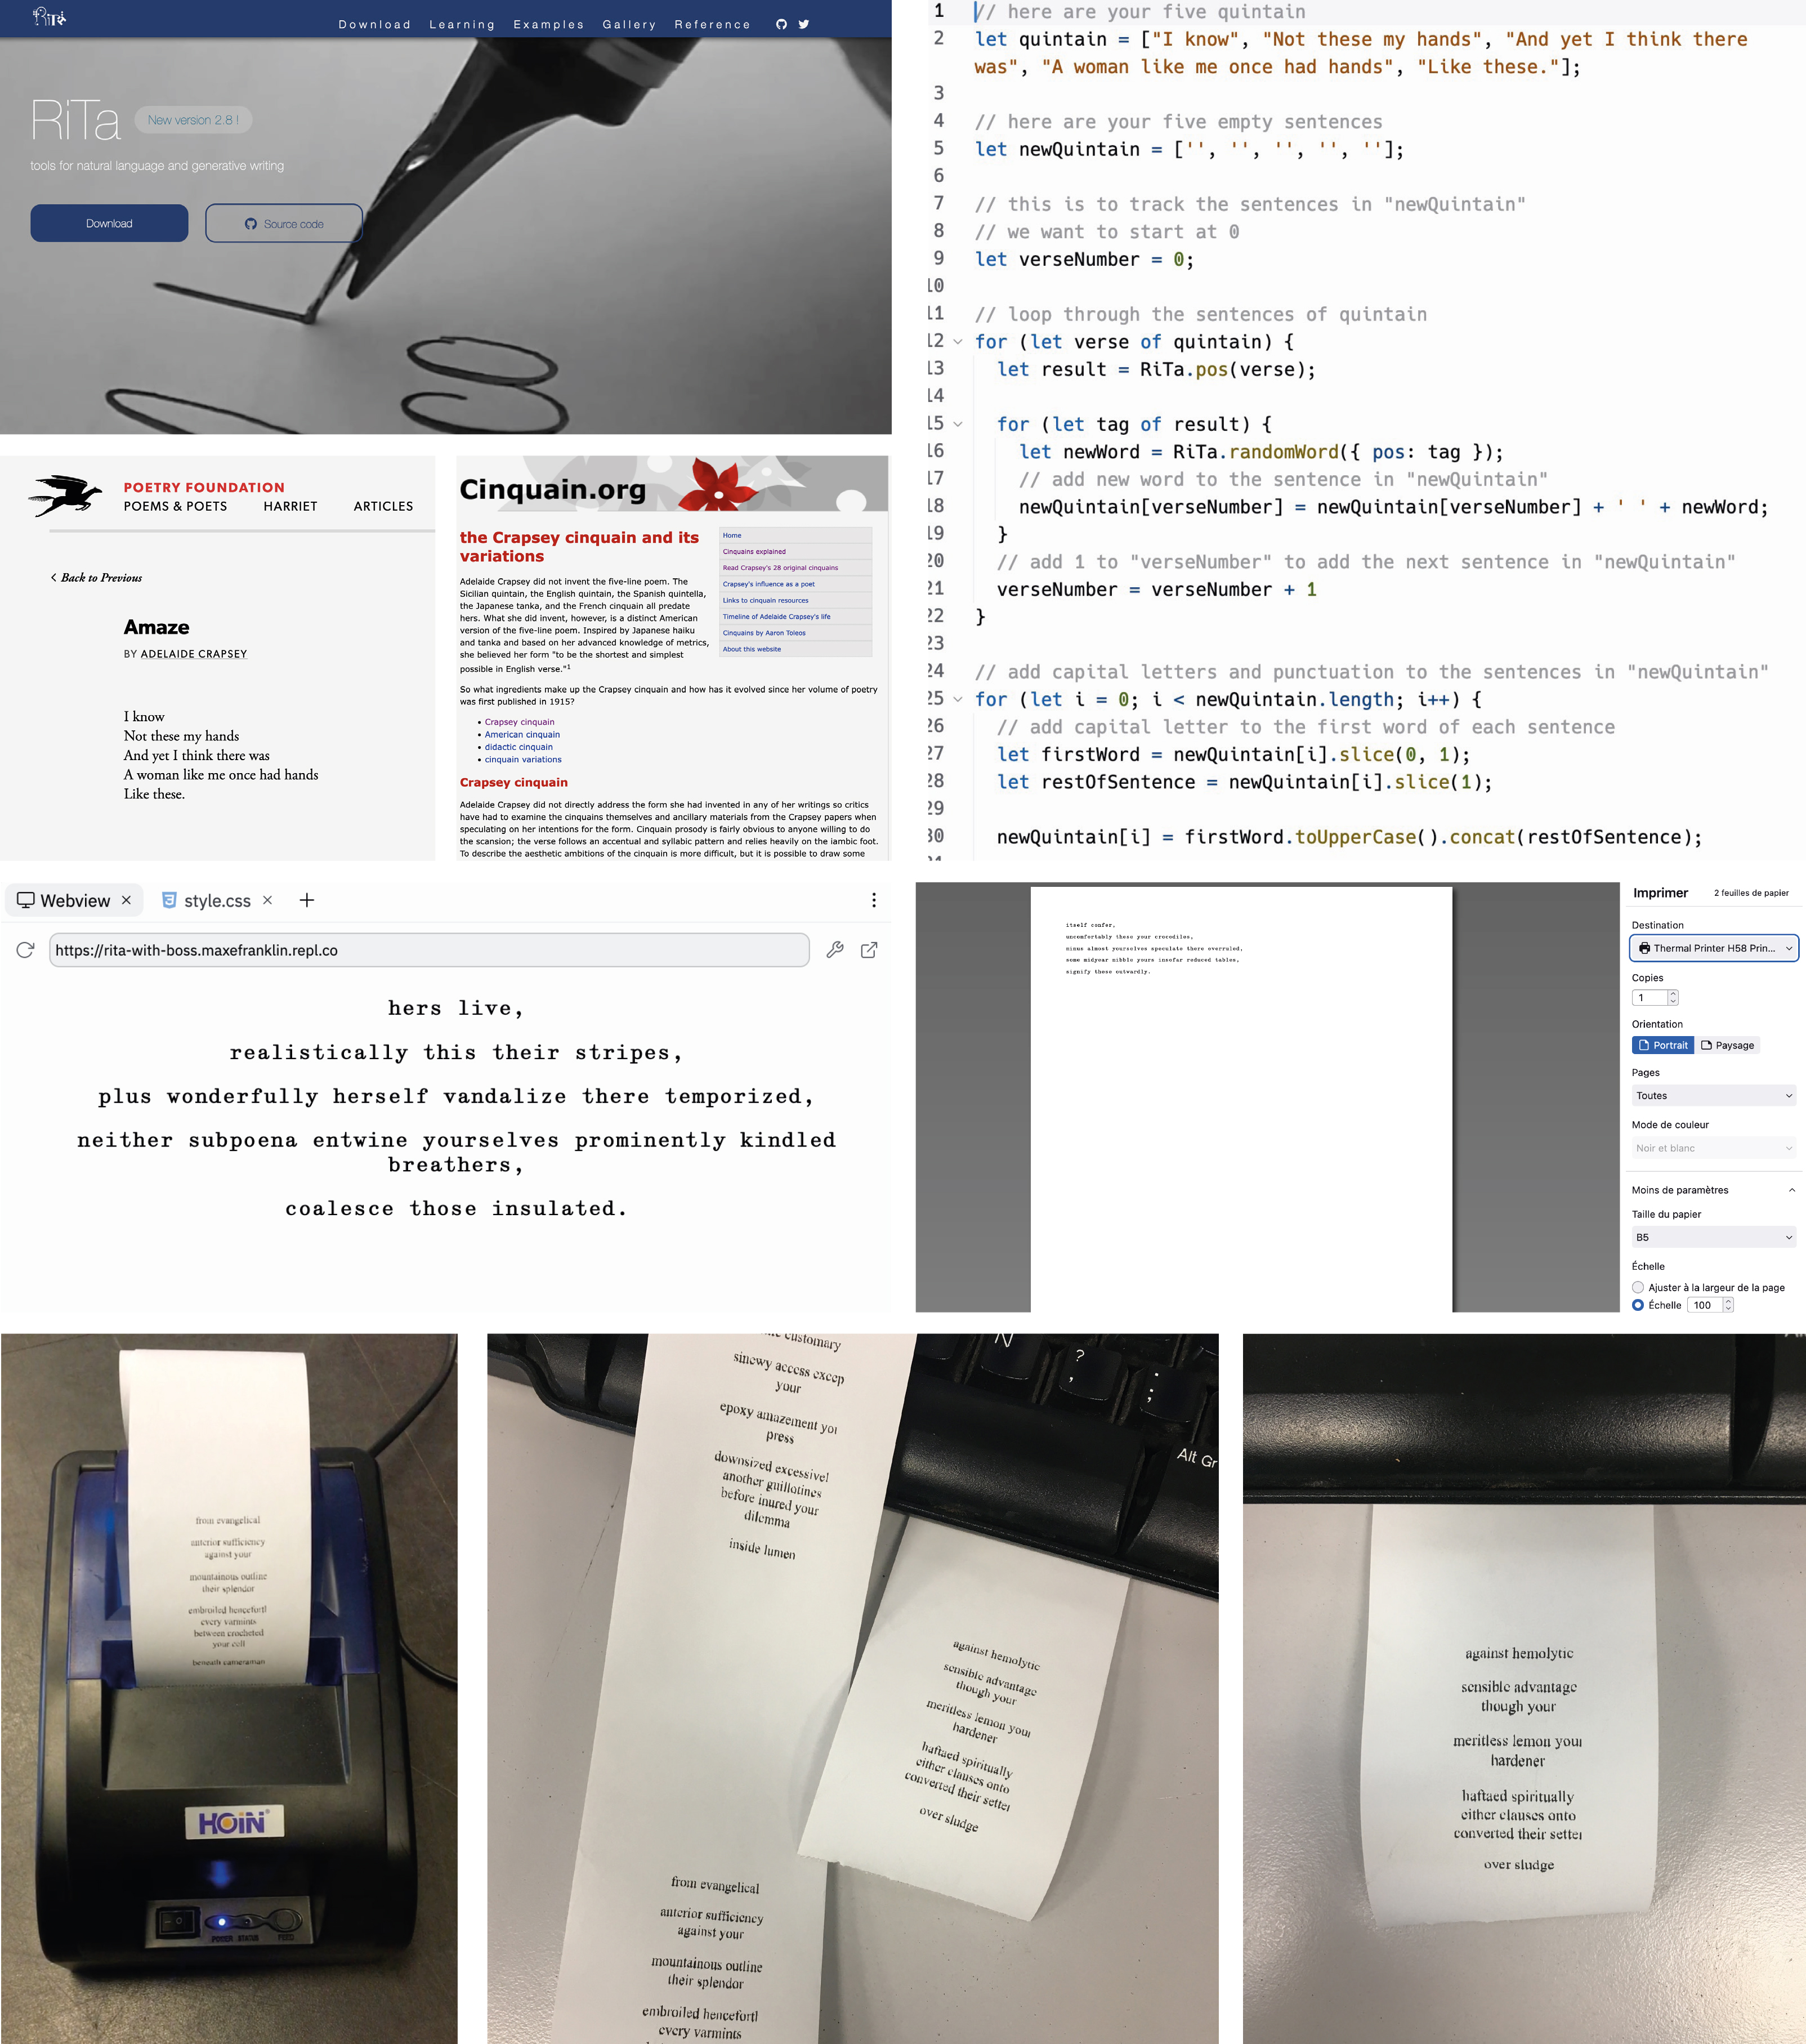 RiTa
Download Learning Examples Gallery Reference
RiTa
New version 2.8 !
tools for natural language and generative writing
Download
Source code
1 // here are your five quintain
2 let quintain = ["I know", "Not these my hands", "And yet I think there
was", "A woman like me once had hands", "Like these."];
3
4 // here are your five empty sentences
5 let newQuintain = ['', '', '', '', ''];
6
7 // this is to track the sentences in "newQuintain"
8 // we want to start at 0
9 let verseNumber = 0;
10
11 // loop through the sentences of quintain
12 for (let verse of quintain) {
13 let result = RiTa.pos(verse);
14
15 for (let tag of result) {
16 let newWord = RiTa.randomWord({ pos: tag });
17 // add new word to the sentence in "newQuintain"
18 newQuintain[verseNumber] = newQuintain[verseNumber] + ' ' + newWord;
19 }
20 // add 1 to "verseNumber" to add the next sentence in "newQuintain"
21 verseNumber = verseNumber + 1
22 }
23
24 // add capital letters and punctuation to the sentences in "newQuintain"
25 for (let i = 0; i < newQuintain.length; i++) {
26 // add capital letter to the first word of each sentence
27 let firstWord = newQuintain[i].slice(0, 1);
28 let restOfSentence = newQuintain[i].slice(1);
29
30 newQuintain[i] = firstWord.toUpperCase().concat(restOfSentence);
POETRY FOUNDATION
POEMS & POETS HARRIET ARTICLES
< Back to Previous
Amaze
BY ADELAIDE CRAPSEY
I know
Not these my hands
And yet I think there was
A woman like me once had hands
Like these.
Cinquain.org
the Crapsey cinquain and its
variations
Adelaide Crapsey did not invent the five-line poem. The
Sicilian quintain, the English quintain, the Spanish quintella,
the Japanese tanka, and the French cinquain all predate
hers. What she did invent, however, is a distinct American
version of the five-line poem. Inspired by Japanese haiku
and tanka and based on her advanced knowledge of metrics,
she believed her form "to be the shortest and simplest
possible in English verse."1
Home
Cinquains explained
Read Crapsey's 28 original cinquains
Crapsey's influence as a poet
Links to cinquain resources
Timeline of Adelaide Crapsey's life
Cinquains by Aaron Toleos
About this website
So what ingredients make up the Crapsey cinquain and how has it evolved since her volume of poetry
was first published in 1915?
• Crapsey cinquain
• American cinquain
• didactic cinquain
• cinquain variations
Crapsey cinquain
Adelaide Crapsey did not directly address the form she had invented in any of her writings so critics
have had to examine the cinquains themselves and ancillary materials from the Crapsey papers when
speculating on her intentions for the form. Cinquain prosody is fairly obvious to anyone willing to do
the scansion; the verse follows an accentual and syllabic pattern and relies heavily on the iambic foot.
To describe the aesthetic ambitions of the cinquain is more difficult, but it is possible to draw some
Webview
style.css
https://rita-with-boss.maxefranklin.repl.co
hers live,
realistically this their stripes,
plus wonderfully herself vandalize there temporized,
neither subpoena entwine yourselves prominently kindled
breathers,
coalesce those insulated.
itself confer,
uncomfortably these your crocodiles,
minus almost yourselves speculate there overruled,
some midyear nibble yours insofar reduced tables,
signify these outwardly.
Imprimer 2 feuilles de papier
Destination
Thermal Printer H58 Prin...
Copies
1
Orientation
Portrait Paysage
Pages
Toutes
Mode de couleur
Noir et blanc
Moins de paramètres
Taille du papier
B5
Échelle
Ajuster à la largeur de la page
Échelle 100
from evangelical
anterior sufficiency
against your
mountainous outline
their splendor
embroiled hencefortl
every varmints
between crocheted
your cell
beneath cameraman
HOIN
POWER STATUS FEED
customary
sinewy access excep
your
epoxy amazement you
press
downsized excessivel
another guillotines
before inured your
dilemma
inside lumen
? ,
; .
Alt Gr
against hemolytic
sensible advantage
though your
meritless lemon your
hardener
haftaed spiritually
either clauses onto
converted their setter
over sludge
from evangelical
anterior sufficiency
against your
mountainous outline
their splendor
embroiled hencefortl
every varmints
against hemolytic
sensible advantage
though your
meritless lemon your
hardener
haftaed spiritually
either clauses onto
converted their setter
over sludge